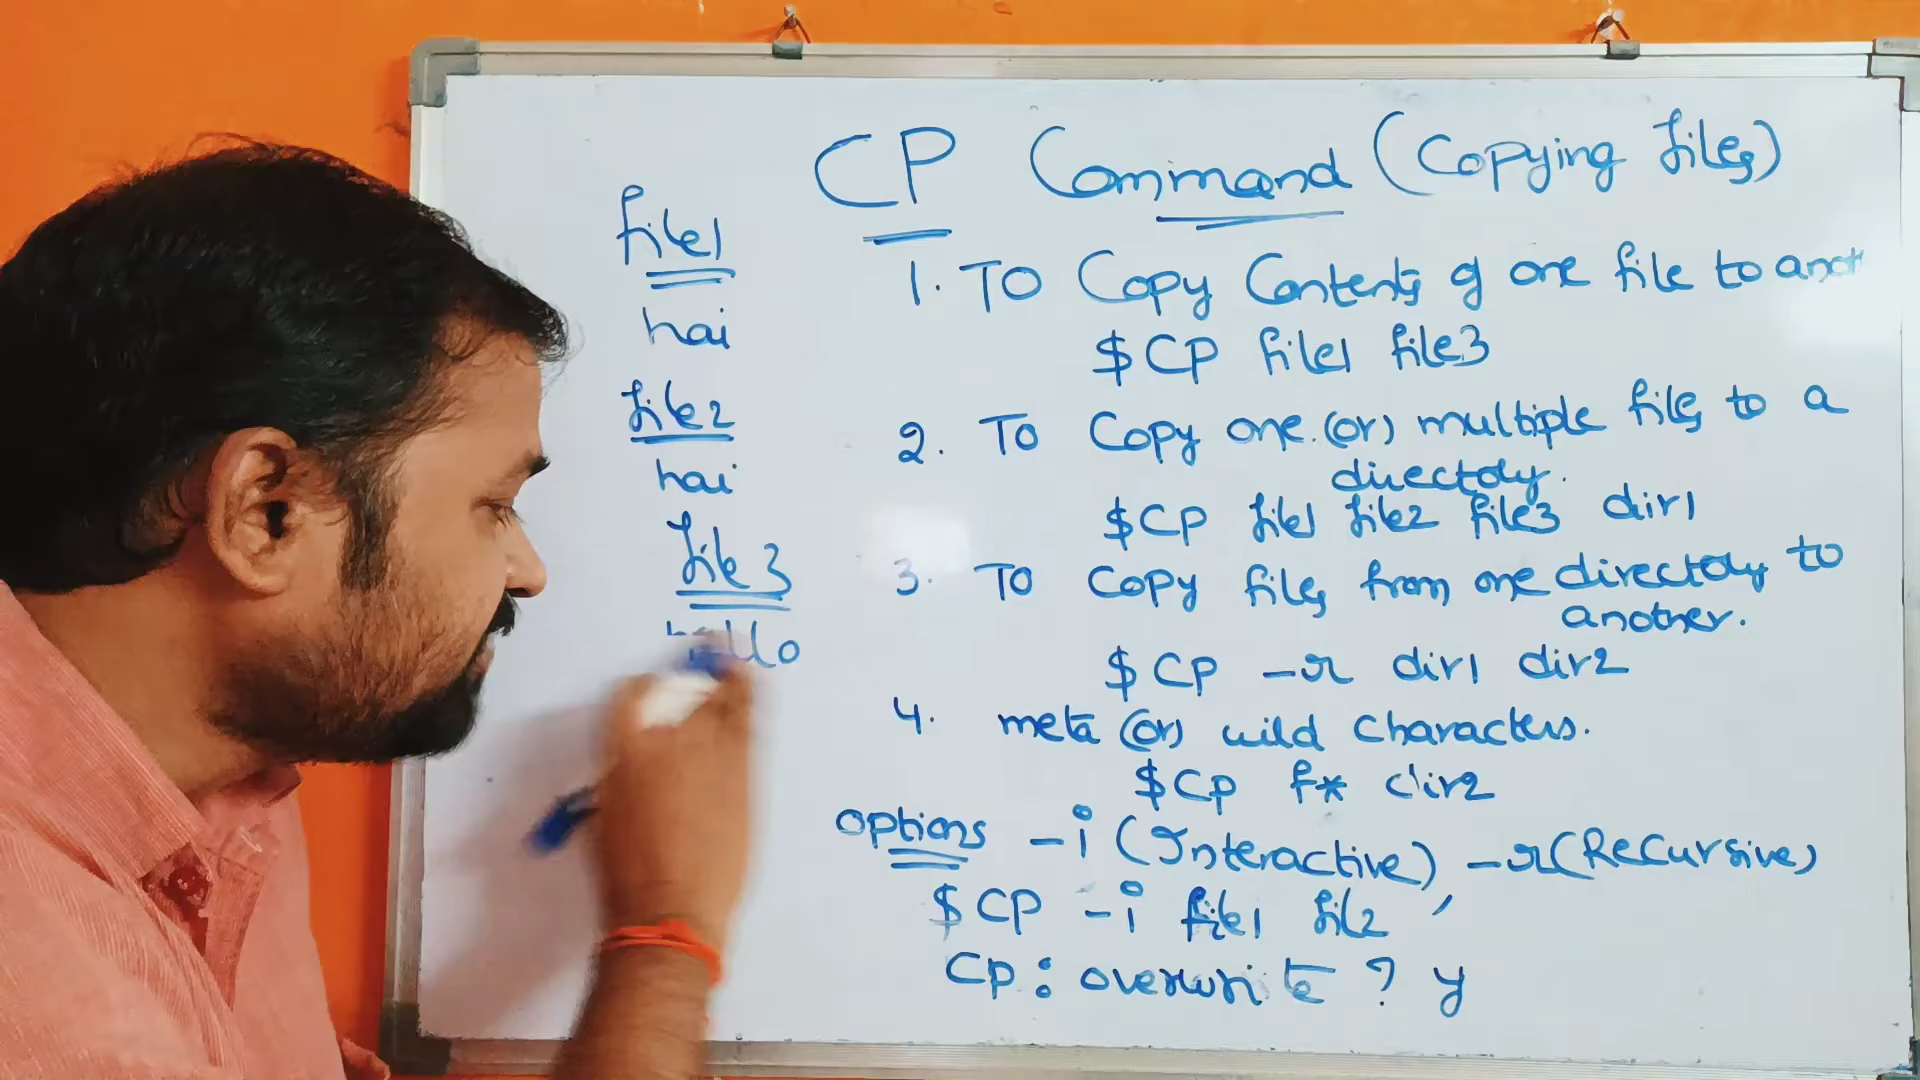 CP Command (Copying files)
file1
hai
file2
hai
file3
hello
1. TO Copy Contents of one file to anot
$ CP file1 file3
2. TO Copy one (or) multiple files to a
directory.
$ CP file1 file2 file3 dir1
3. TO Copy files from one directory to
another.
$ CP -r dir1 dir2
4. meta (or) wild characters.
$ Cp f* dir2
options -i (Interactive) -r (Recursive)
$ CP -i file1 file2
Cp: overwrite ? y